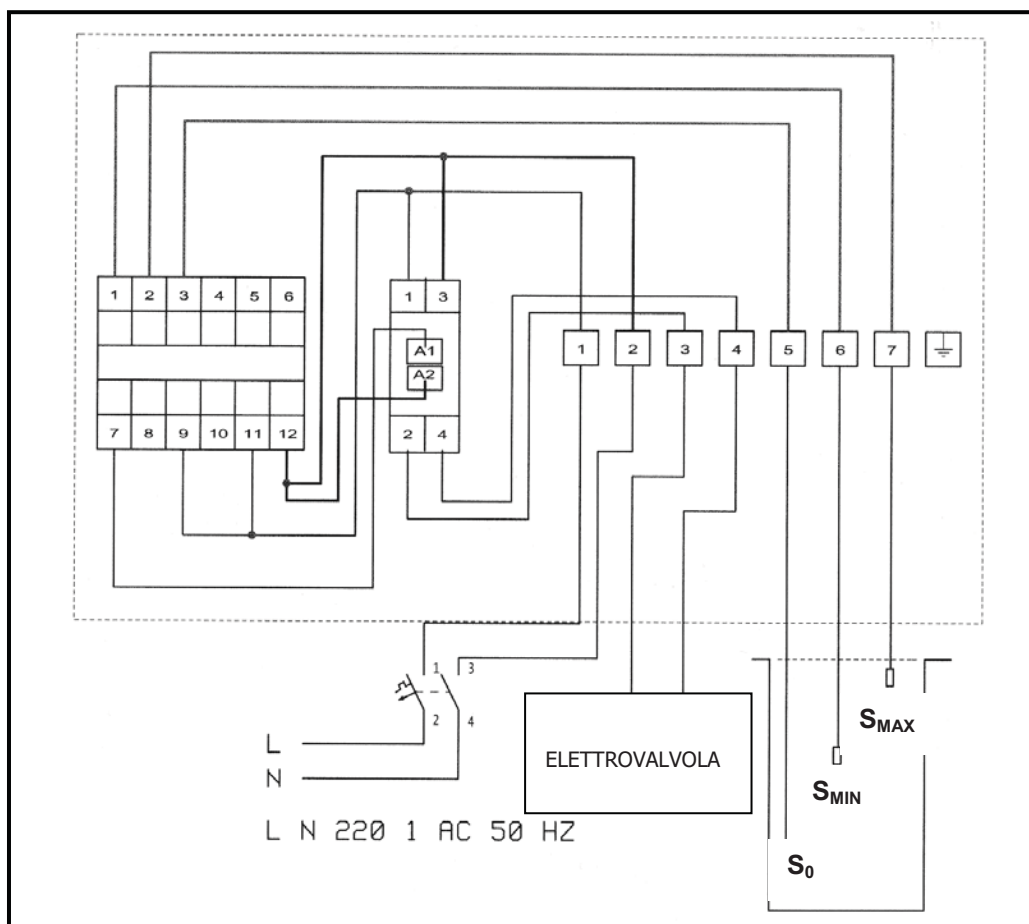 1 2 3 4 5 6
1 3
A1
A2
1 2 3 4 5 6 7
2 4
7 8 9 10 11 12
1 3
2 4
L
N
L N 220 1 AC 50 HZ
ELETTROVALVOLA
SMAX
SMIN
S0